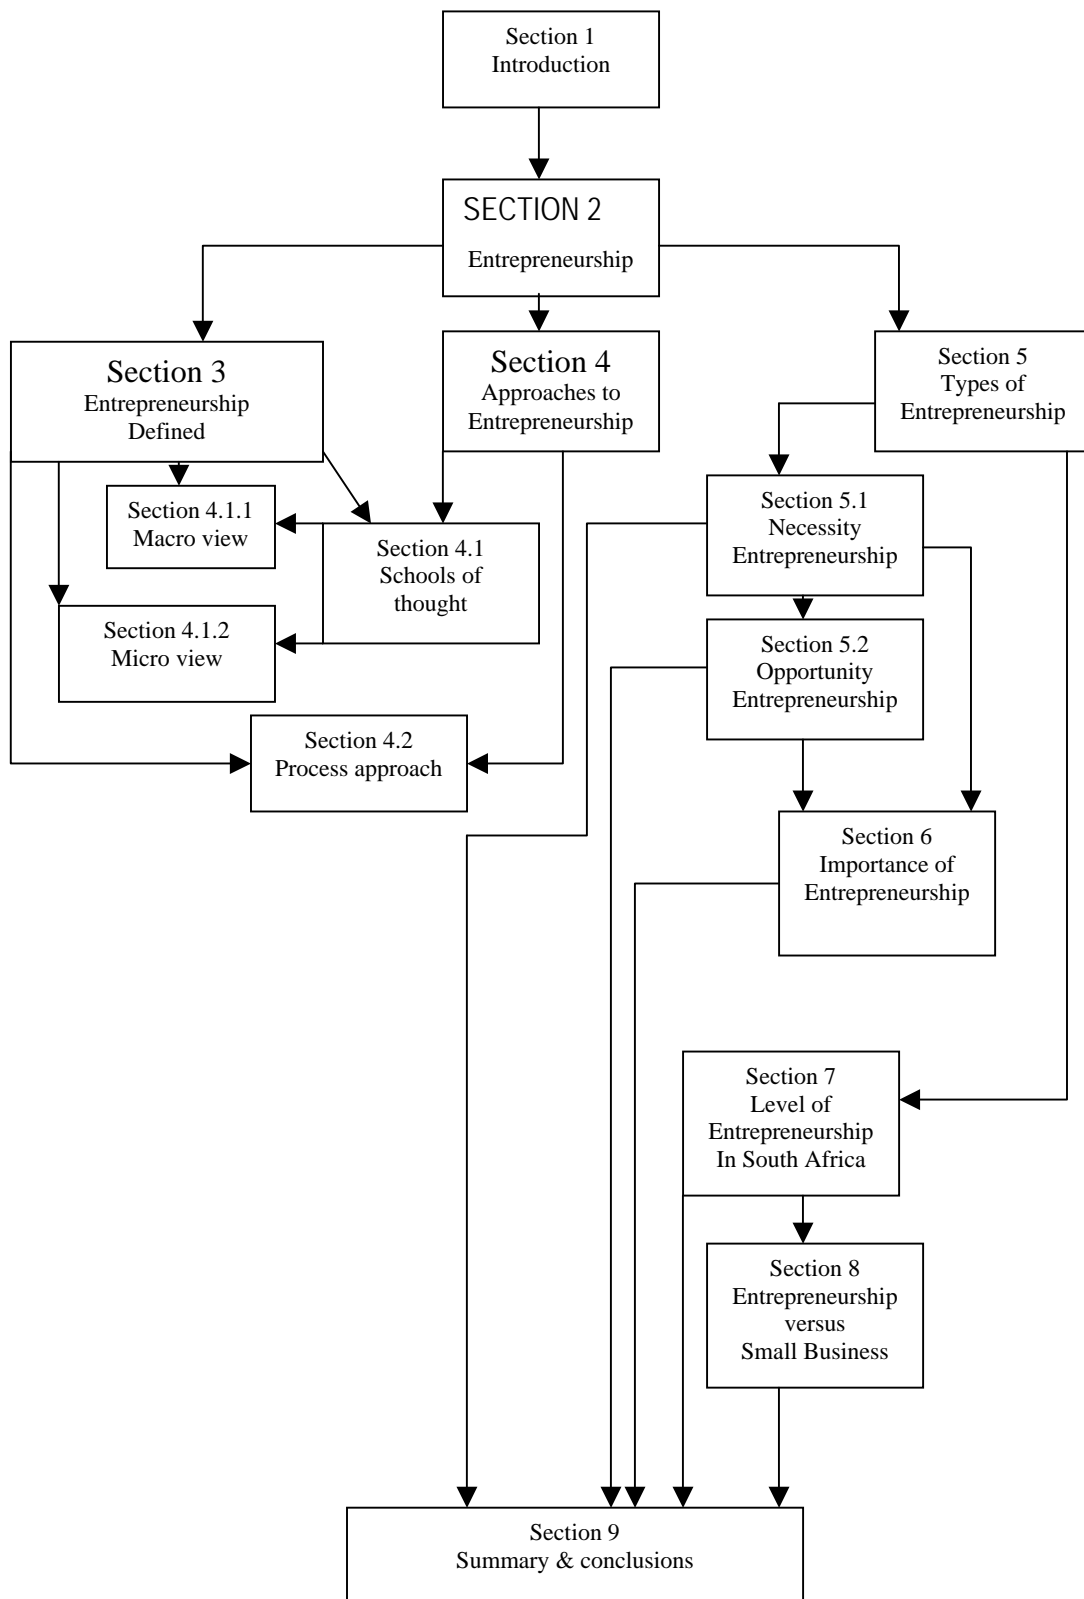 Section 1
Introduction
SECTION 2
Entrepreneurship
Section 3
Entrepreneurship
Defined
Section 4
Approaches to
Entrepreneurship
Section 5
Types of
Entrepreneurship
Section 4.1.1
Macro view
Section 4.1
Schools of
thought
Section 4.1.2
Micro view
Section 4.2
Process approach
Section 5.1
Necessity
Entrepreneurship
Section 5.2
Opportunity
Entrepreneurship
Section 6
Importance of
Entrepreneurship
Section 7
Level of
Entrepreneurship
In South Africa
Section 8
Entrepreneurship
versus
Small Business
Section 9
Summary & conclusions